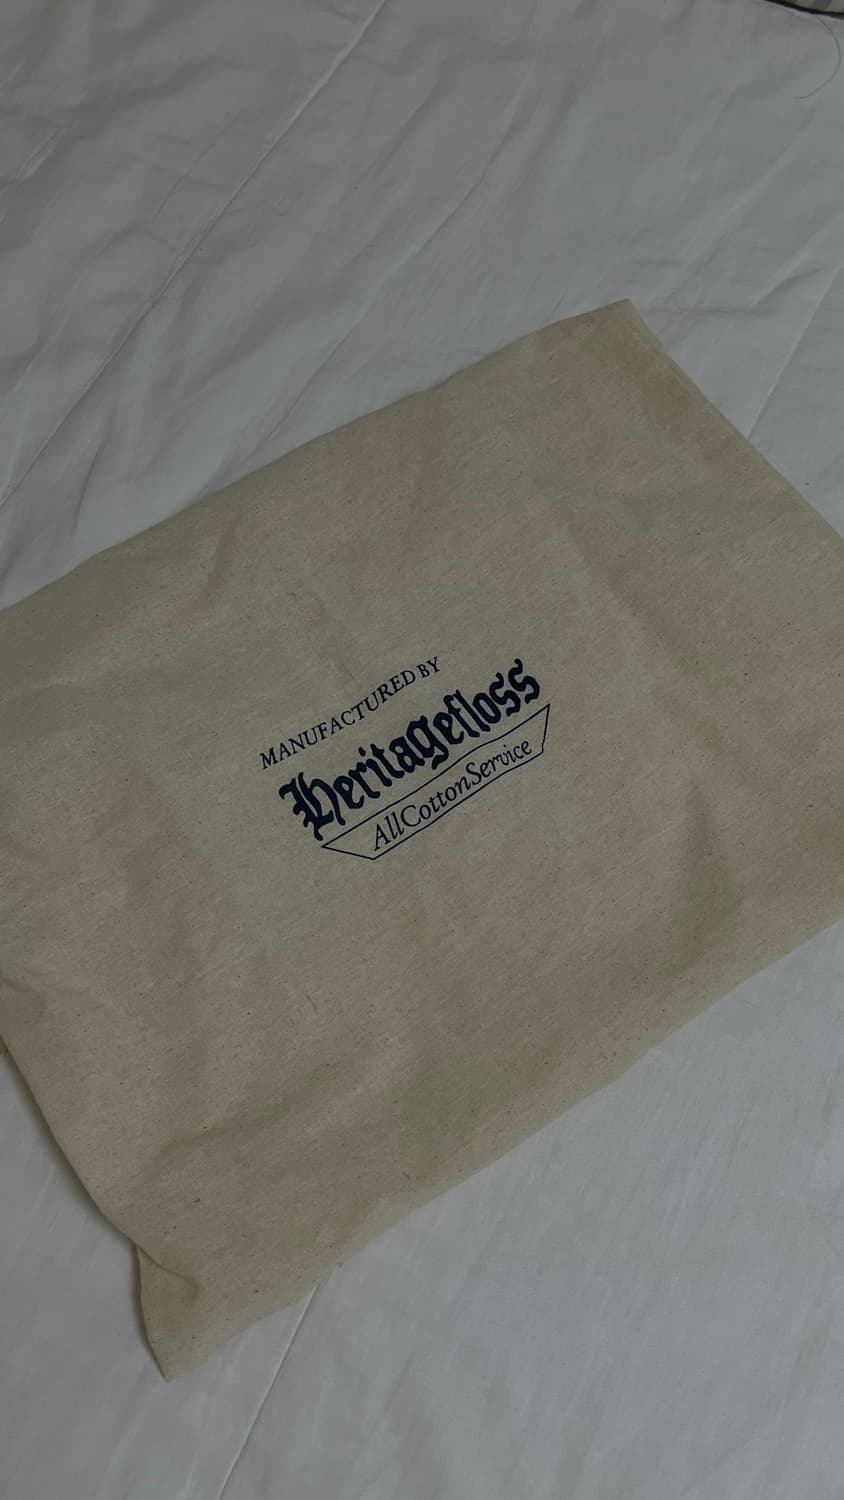 MANUFACTURED BY
Heritagefloss
AllCottonService